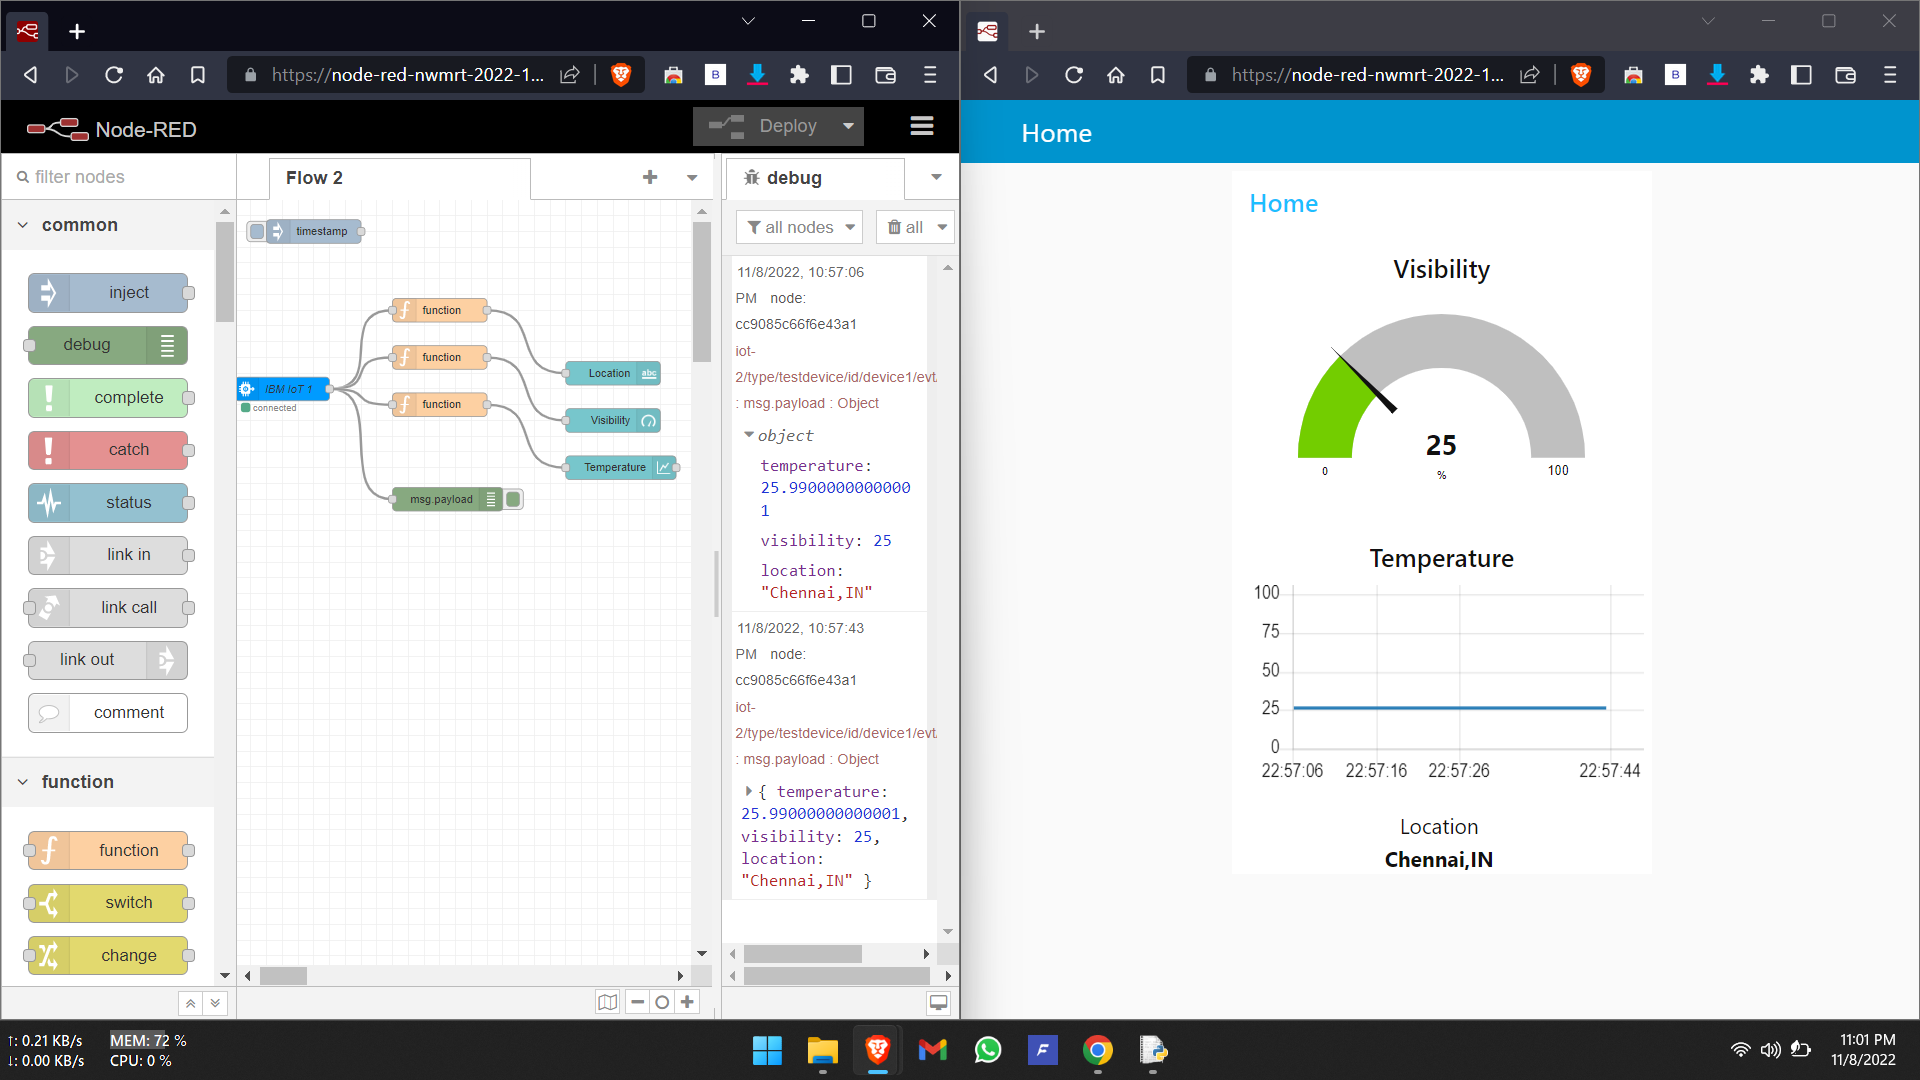 https://node-red-nwmrt-2022-1...
Node-RED
Deploy
filter nodes
Flow 2
debug
common
inject
debug
complete
catch
status
link in
link call
link out
comment
function
function
switch
change
timestamp
function
function
function
IBM IoT 1
connected
Location
abc
Visibility
Temperature
msg.payload
all nodes
all
11/8/2022, 10:57:06
PM node:
cc9085c66f6e43a1
iot-
2/type/testdevice/id/device1/evt
: msg.payload : Object
object
temperature:
25.9900000000000
1
visibility: 25
location:
"Chennai,IN"
11/8/2022, 10:57:43
PM node:
cc9085c66f6e43a1
iot-
2/type/testdevice/id/device1/evt
: msg.payload : Object
{ temperature:
25.99000000000001,
visibility: 25,
location:
"Chennai,IN" }
https://node-red-nwmrt-2022-1...
Home
Home
Visibility
25
0
%
100
Temperature
100
75
50
25
0
22:57:06 22:57:16 22:57:26 22:57:44
Location
Chennai,IN
↑: 0.21 KB/s
↓: 0.00 KB/s
MEM: 72 %
CPU: 0 %
11:01 PM
11/8/2022